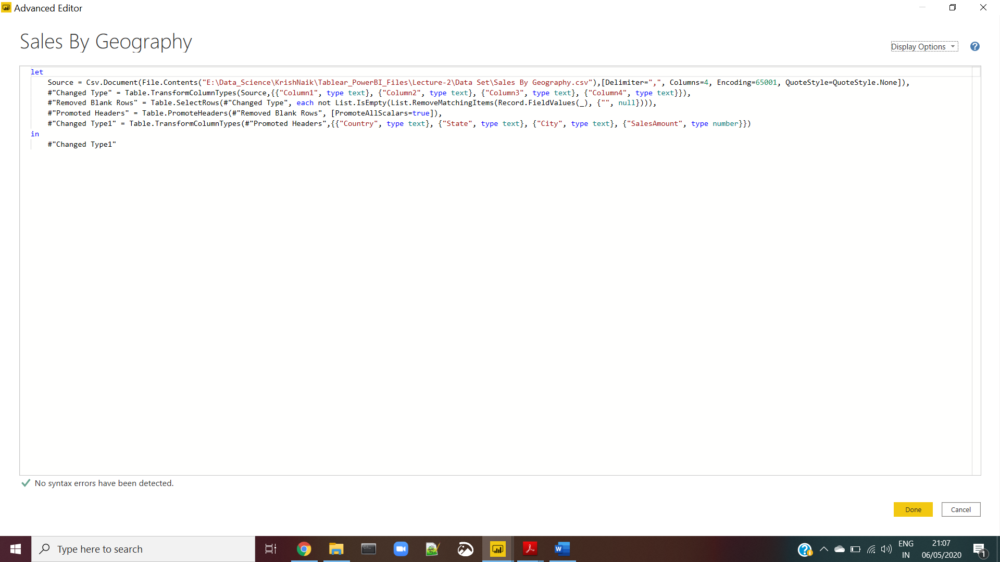 Advanced Editor
Sales By Geography
Display Options
?
let
    Source = Csv.Document(File.Contents("E:\Data_Science\KrishNaik\Tablear_PowerBI_Files\Lecture-2\Data Set\Sales By Geography.csv"),[Delimiter=",", Columns=4, Encoding=65001, QuoteStyle=QuoteStyle.None]),
    #"Changed Type" = Table.TransformColumnTypes(Source,{{"Column1", type text}, {"Column2", type text}, {"Column3", type text}, {"Column4", type text}}),
    #"Removed Blank Rows" = Table.SelectRows(#"Changed Type", each not List.IsEmpty(List.RemoveMatchingItems(Record.FieldValues(_), {"", null}))),
    #"Promoted Headers" = Table.PromoteHeaders(#"Removed Blank Rows", [PromoteAllScalars=true]),
    #"Changed Type1" = Table.TransformColumnTypes(#"Promoted Headers",{{"Country", type text}, {"State", type text}, {"City", type text}, {"SalesAmount", type number}})
in
    #"Changed Type1"
No syntax errors have been detected.
Done
Cancel
Type here to search
W
?
ENG
IN
21:07
06/05/2020
1